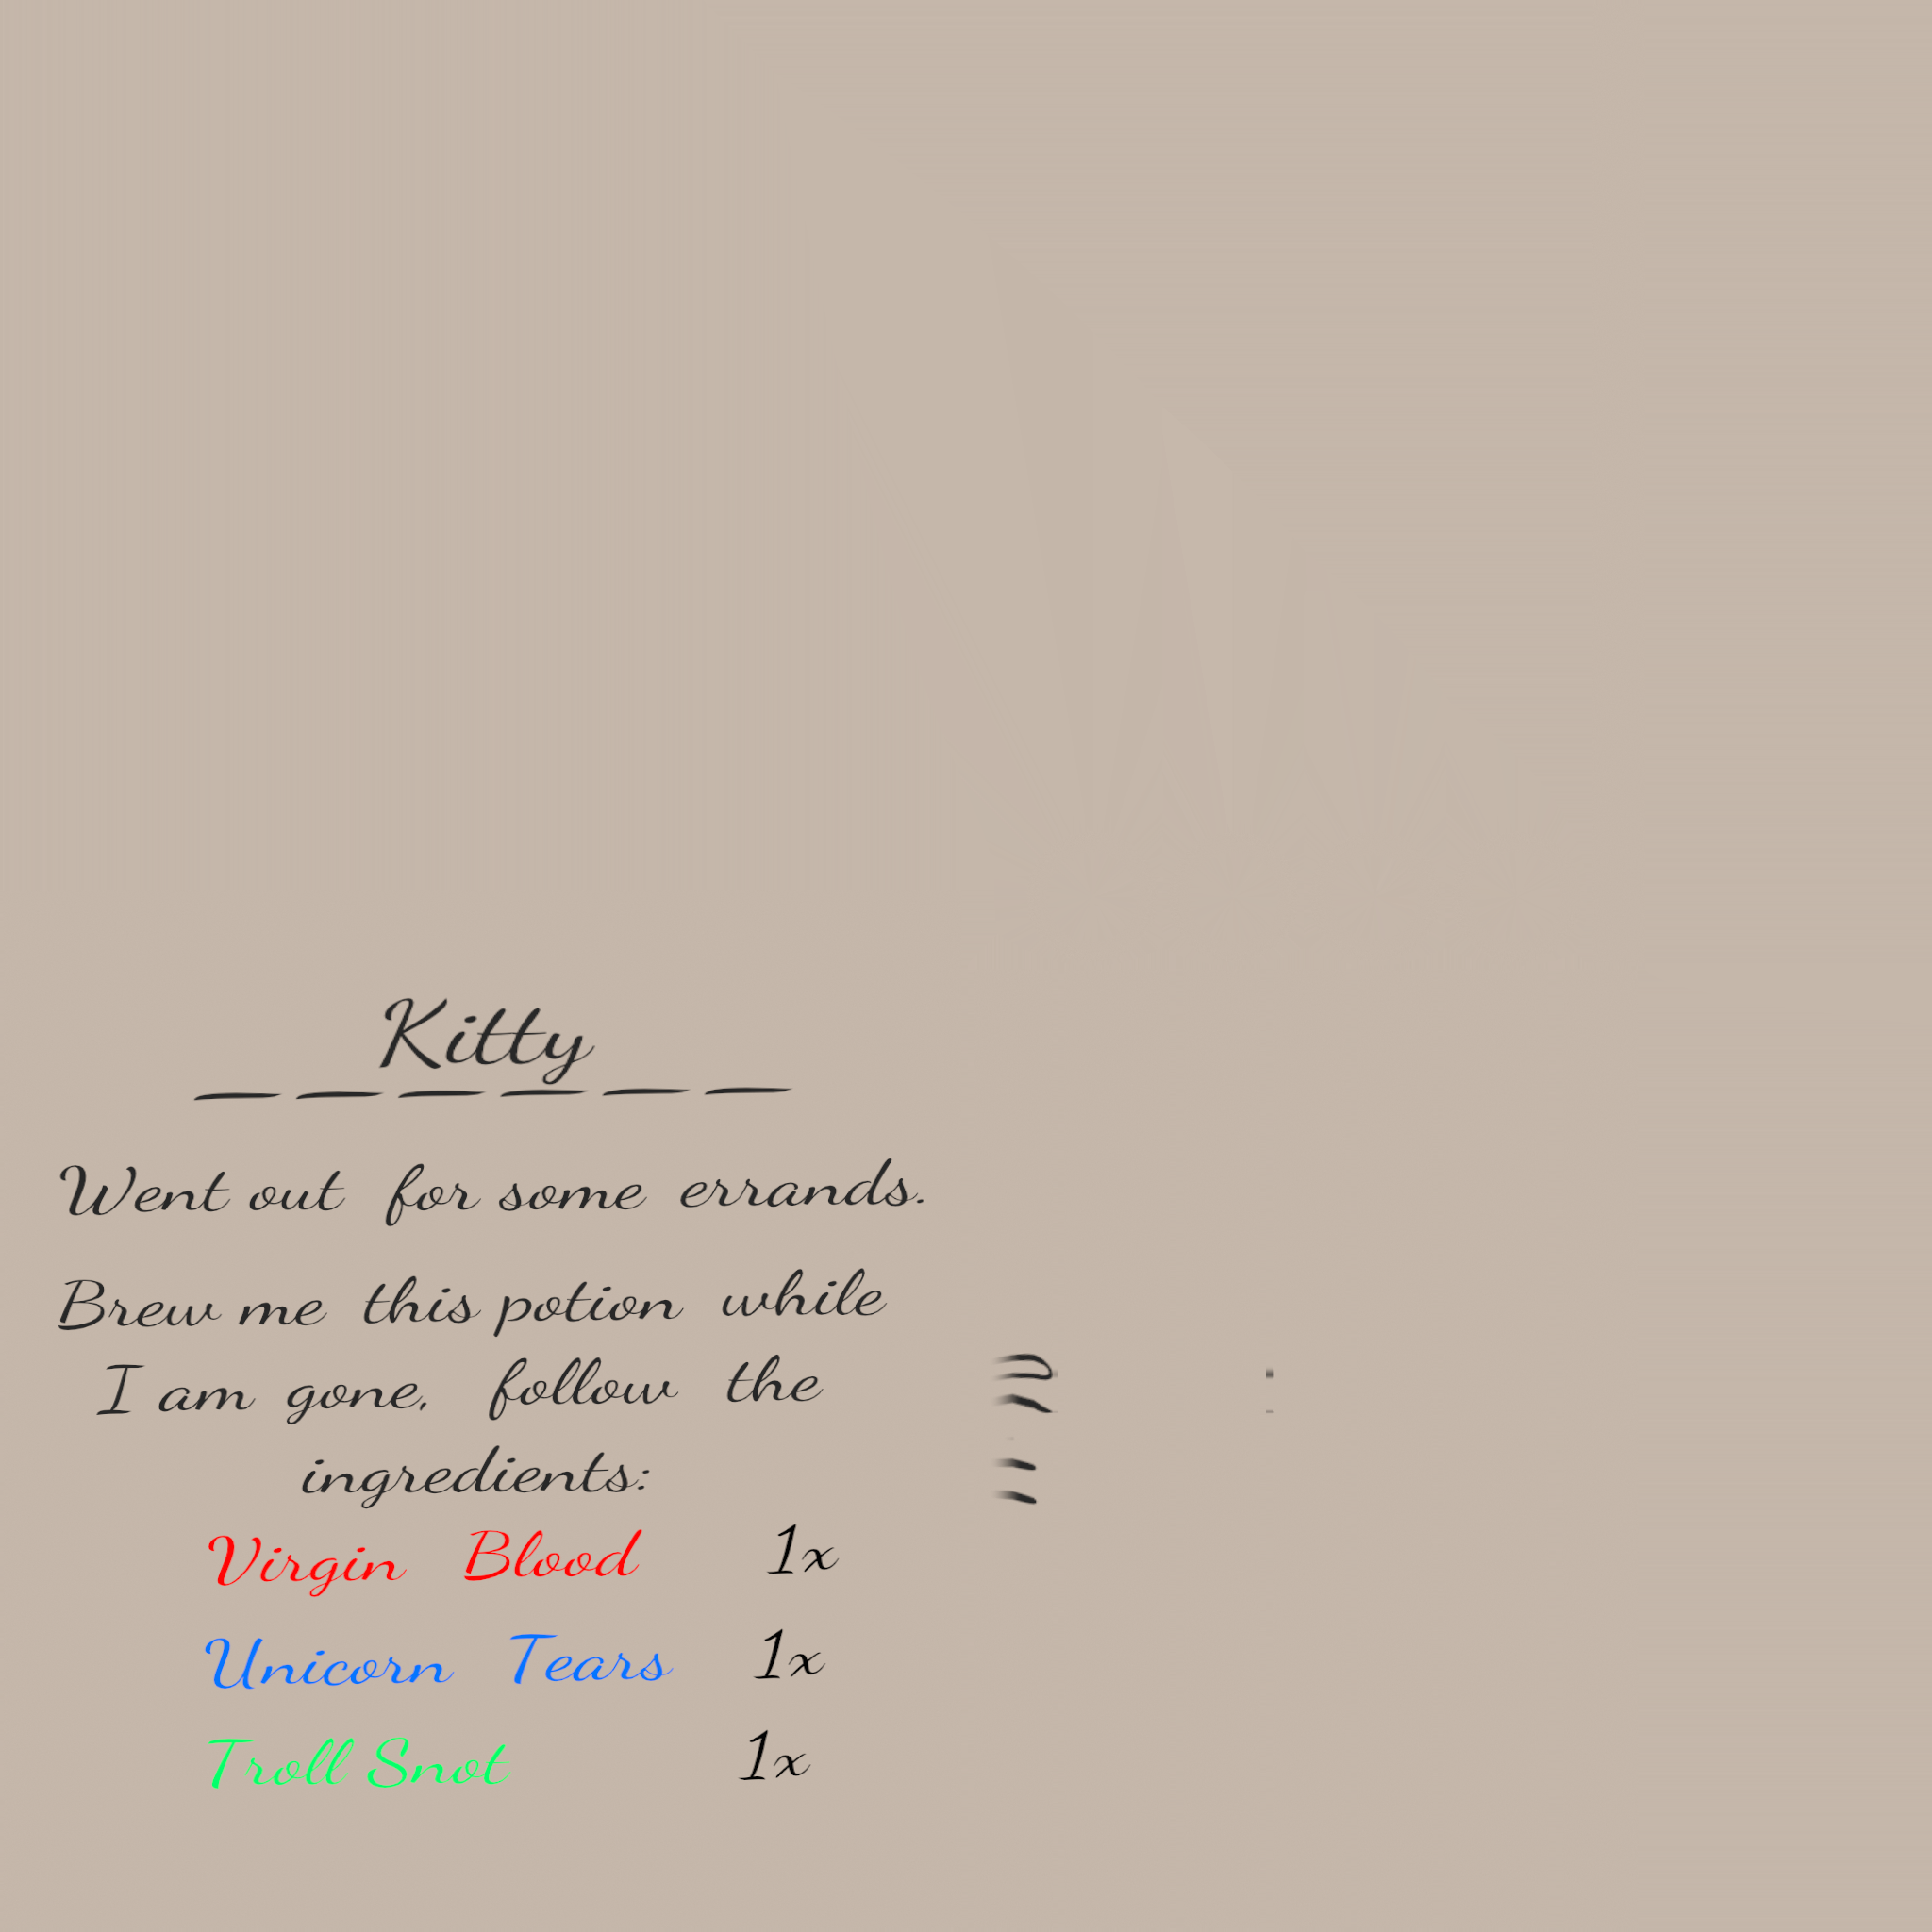 Kitty
Went out for some errands.
Brew me this potion while
I am gone, follow the
ingredients:
Virgin Blood 1x
Unicorn Tears 1x
Troll Snot 1x